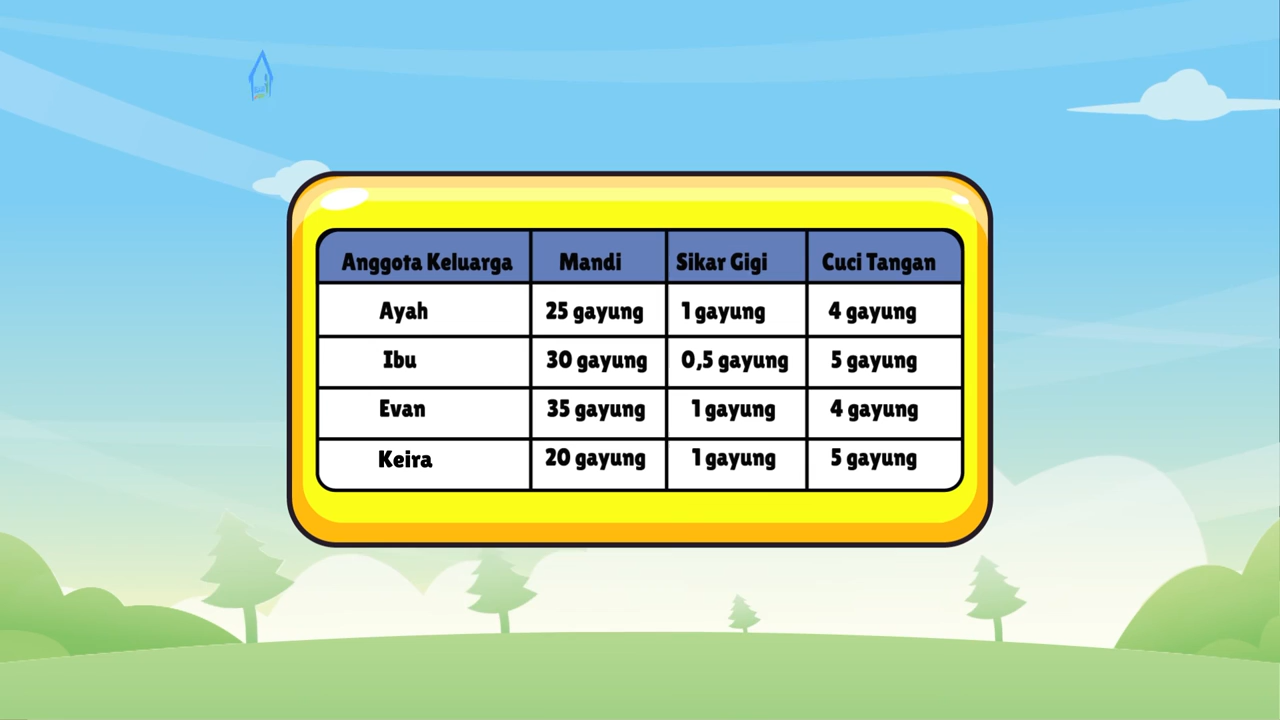 Anggota Keluarga Mandi Sikar Gigi Cuci Tangan
Ayah 25 gayung 1 gayung 4 gayung
Ibu 30 gayung 0,5 gayung 5 gayung
Evan 35 gayung 1 gayung 4 gayung
Keira 20 gayung 1 gayung 5 gayung